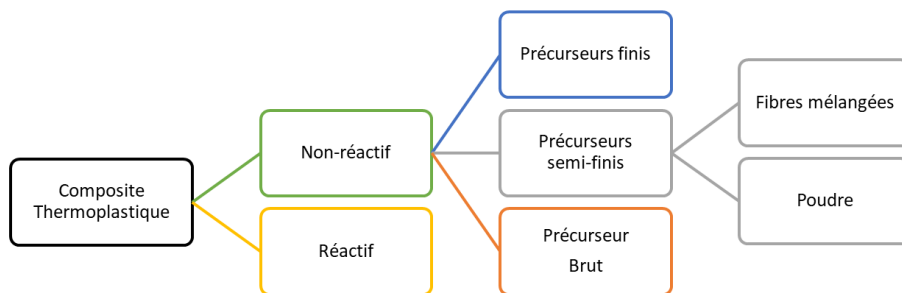 Composite
Thermoplastique
Non-réactif
Réactif
Précurseurs finis
Précurseurs
semi-finis
Précurseur
Brut
Fibres mélangées
Poudre